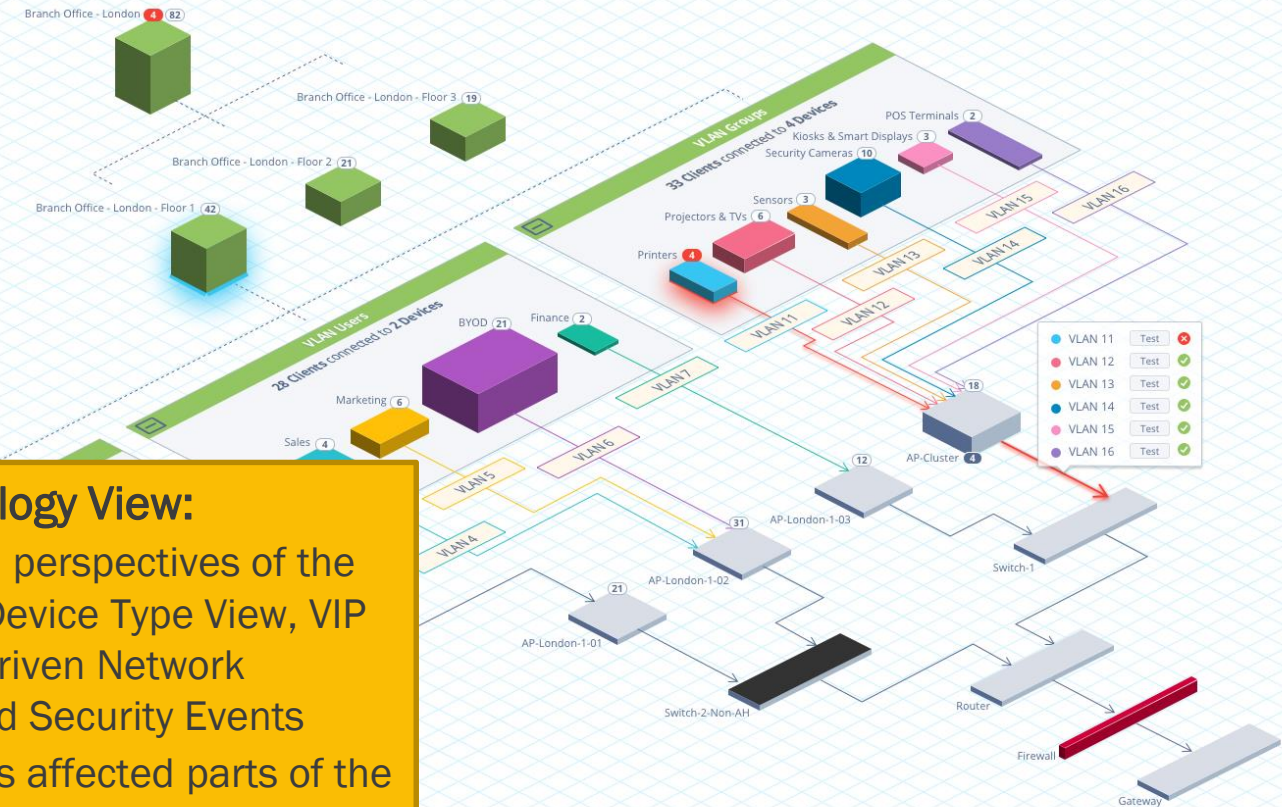 Branch Office - London 4 82
Branch Office - London - Floor 3 19
Branch Office - London - Floor 2 21
Branch Office - London - Floor 1 42
VLAN Groups
33 Clients connected to 4 Devices
POS Terminals 2
Kiosks & Smart Displays 3
Security Cameras 10
Sensors 3
Projectors & TVs 6
Printers 4
VLAN 16
VLAN 15
VLAN 14
VLAN 13
VLAN 12
VLAN 11
VLAN Users
28 Clients connected to 2 Devices
BYOD 21
Finance 2
Marketing 6
Sales 4
VLAN 7
VLAN 6
VLAN 5
VLAN 4
VLAN 11 Test
VLAN 12 Test
VLAN 13 Test
VLAN 14 Test
VLAN 15 Test
VLAN 16 Test
18
AP-Cluster 4
12
AP-London-1-03
31
AP-London-1-02
21
AP-London-1-01
Switch-1
Switch-2-Non-AH
Router
Firewall
Gateway
logy View:
perspectives of the
Device Type View, VIP
riven Network
d Security Events
s affected parts of the